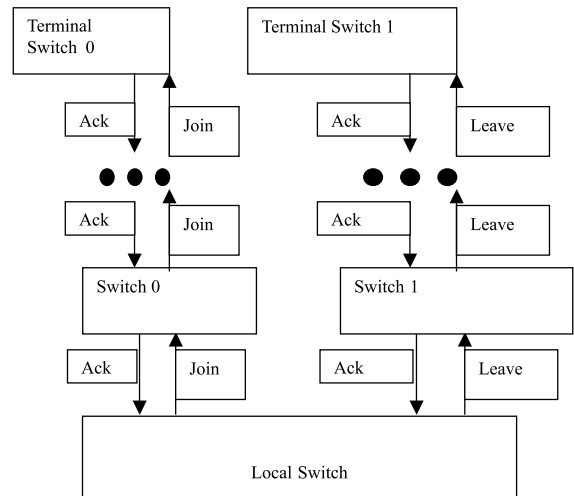 Terminal
Switch 0
Terminal Switch 1
Ack
Join
Ack
Leave
Ack
Join
Ack
Leave
Switch 0
Switch 1
Ack
Join
Ack
Leave
Local Switch